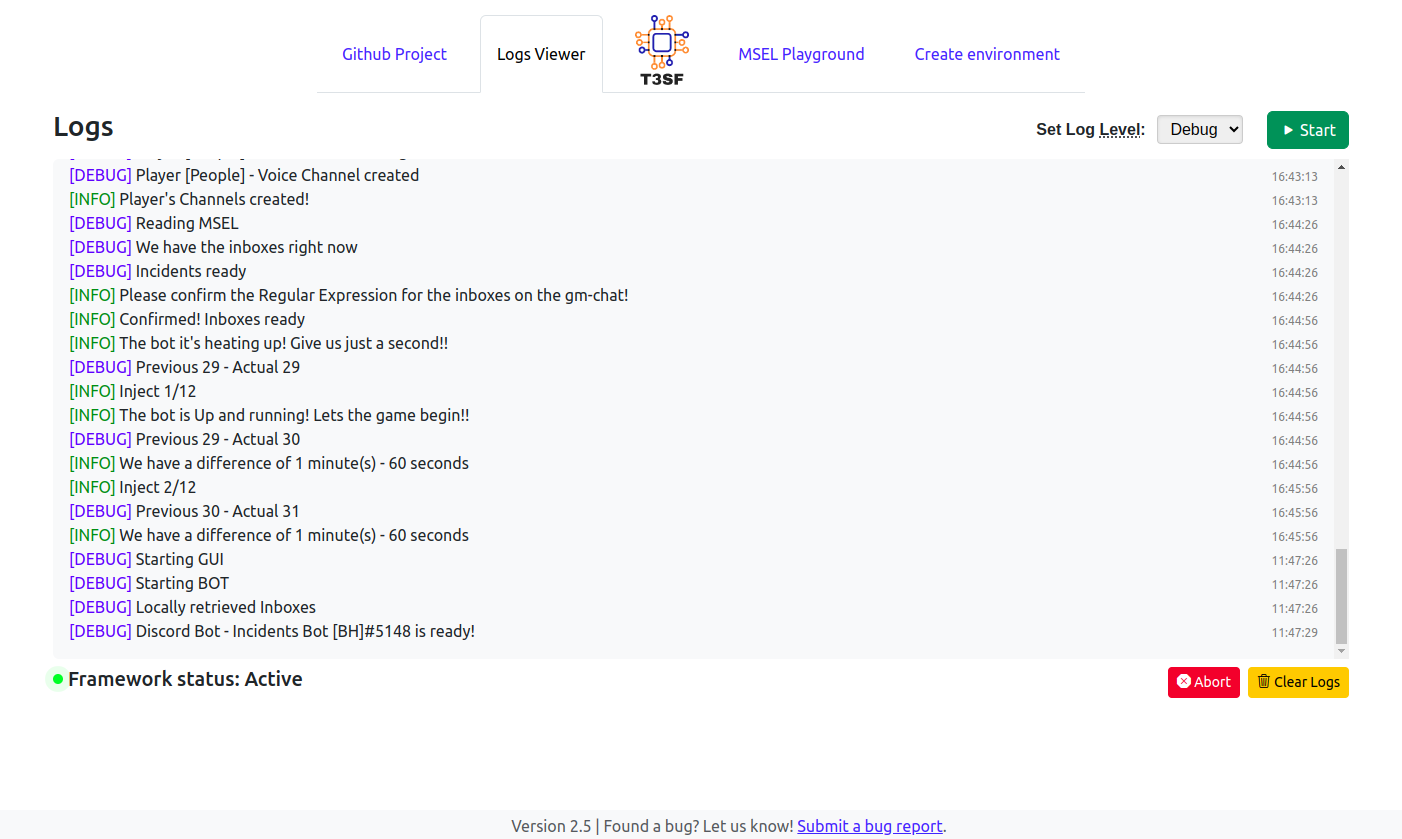 Github Project
Logs Viewer
T3SF
MSEL Playground
Create environment
Logs
Set Log Level:
Debug
Start
[DEBUG] Player [People] - Voice Channel created 16:43:13
[INFO] Player's Channels created! 16:43:13
[DEBUG] Reading MSEL 16:44:26
[DEBUG] We have the inboxes right now 16:44:26
[DEBUG] Incidents ready 16:44:26
[INFO] Please confirm the Regular Expression for the inboxes on the gm-chat! 16:44:26
[INFO] Confirmed! Inboxes ready 16:44:56
[INFO] The bot it's heating up! Give us just a second!! 16:44:56
[DEBUG] Previous 29 - Actual 29 16:44:56
[INFO] Inject 1/12 16:44:56
[INFO] The bot is Up and running! Lets the game begin!! 16:44:56
[DEBUG] Previous 29 - Actual 30 16:44:56
[INFO] We have a difference of 1 minute(s) - 60 seconds 16:44:56
[INFO] Inject 2/12 16:45:56
[DEBUG] Previous 30 - Actual 31 16:45:56
[INFO] We have a difference of 1 minute(s) - 60 seconds 16:45:56
[DEBUG] Starting GUI 11:47:26
[DEBUG] Starting BOT 11:47:26
[DEBUG] Locally retrieved Inboxes 11:47:26
[DEBUG] Discord Bot - Incidents Bot [BH]#5148 is ready! 11:47:29
Framework status: Active
Abort
Clear Logs
Version 2.5 | Found a bug? Let us know! Submit a bug report.